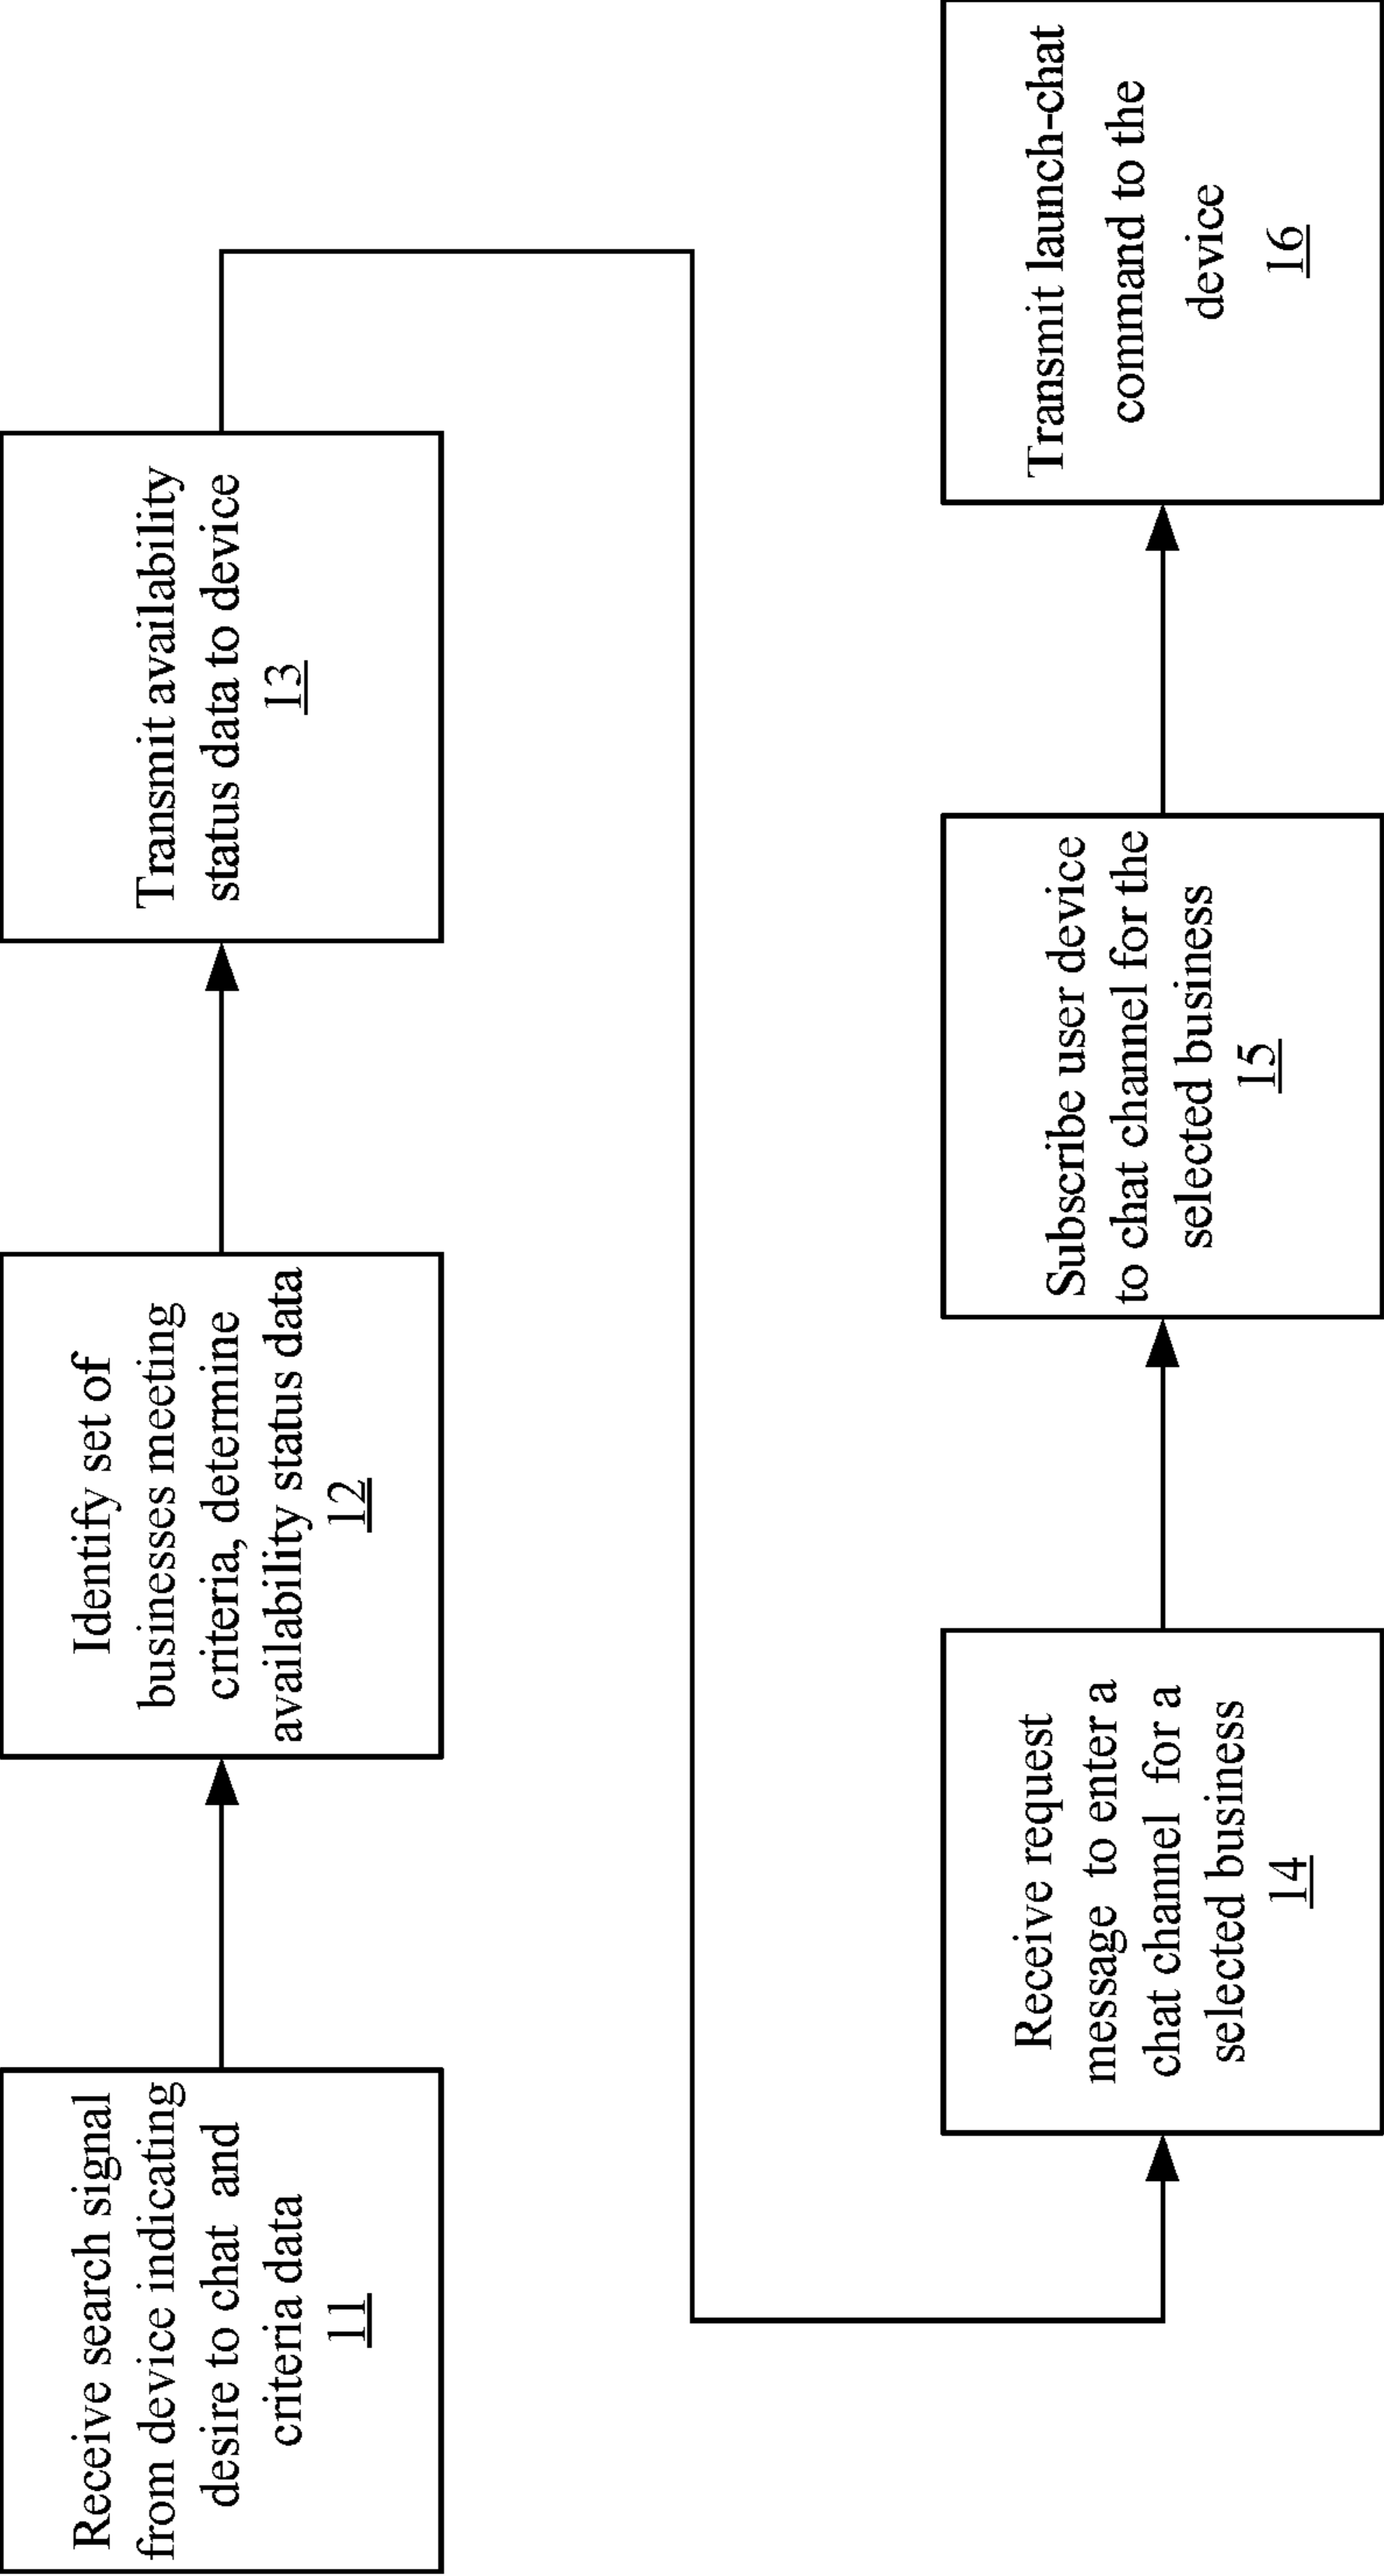 Receive search signal
from device indicating
desire to chat and
criteria data
11
Identify set of
businesses meeting
criteria, determine
availability status data
12
Transmit availability
status data to device
13
Receive request
message to enter a
chat channel for a
selected business
14
Subscribe user device
to chat channel for the
selected business
15
Transmit launch-chat
command to the
device
16